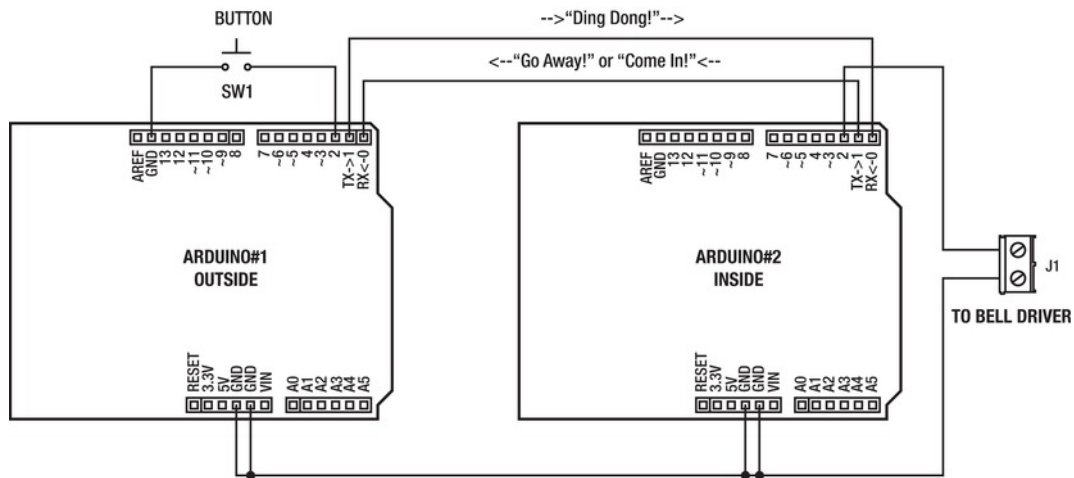 BUTTON
-->“Ding Dong!”-->
<--“Go Away!” or “Come In!”<--
SW1
AREF
GND
13
12
~11
~10
~9
8
7
~6
~5
4
~3
2
TX->1
RX<-0
AREF
GND
13
12
~11
~10
~9
8
7
~6
~5
4
~3
2
TX->1
RX<-0
ARDUINO#1
OUTSIDE
ARDUINO#2
INSIDE
J1
TO BELL DRIVER
RESET
3.3V
5V
GND
GND
VIN
A0
A1
A2
A3
A4
A5
RESET
3.3V
5V
GND
GND
VIN
A0
A1
A2
A3
A4
A5